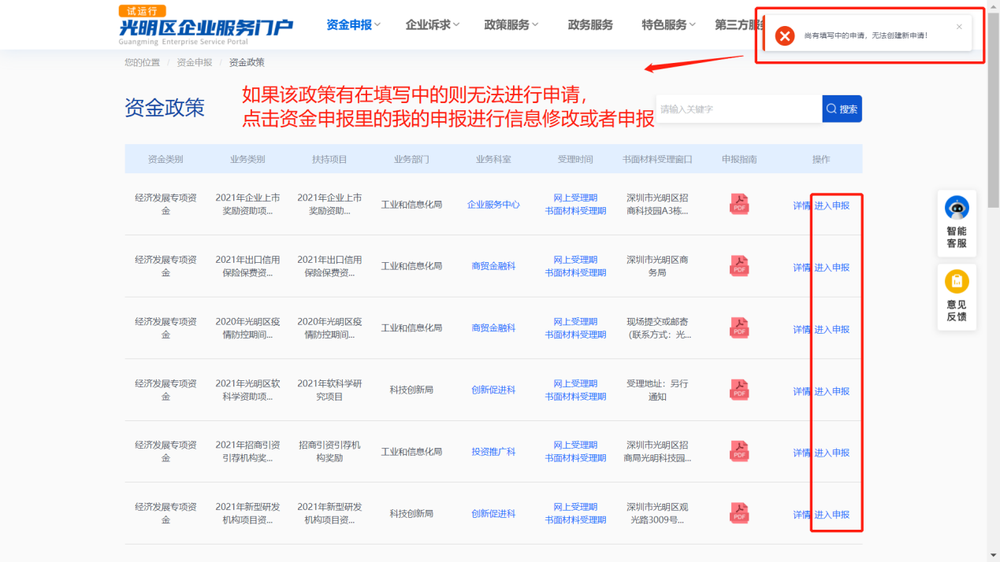 试运行
光明区企业服务门户
Guangming Enterprise Service Portal
资金申报 企业诉求 政策服务 政务服务 特色服务 第三方服务
尚有填写中的申请，无法创建新申请！
您的位置 / 资金申报 / 资金政策
资金政策
如果该政策有在填写中的则无法进行申请，
点击资金申报里的我的申报进行信息修改或者申报
请输入关键字 搜索
资金类别 业务类别 扶持项目 业务部门 业务科室 受理时间 书面材料受理窗口 申报指南 操作
经济发展专项资 2021年企业上市 2021年企业上市 工业和信息化局 企业服务中心 网上受理期 深圳市光明区招 PDF 详情 进入申报
金 奖励资助项... 奖励资助... 书面材料受理期 商科技园A3栋...
经济发展专项资 2021年出口信用 2021年出口信用 工业和信息化局 商贸金融科 网上受理期 深圳市光明区商 PDF 详情 进入申报
金 保险保费资... 保险保费资... 书面材料受理期 务局
经济发展专项资 2020年光明区疫 2020年光明区疫 工业和信息化局 商贸金融科 网上受理期 现场提交或邮寄 PDF 详情 进入申报
金 情防控期间... 情防控期间... 书面材料受理期 （联系方式：光...
经济发展专项资 2021年光明区软 2021年软科学研 科技创新局 创新促进科 网上受理期 受理地址：另行 PDF 详情 进入申报
金 科学资助项... 究项目 书面材料受理期 通知
经济发展专项资 2021年招商引资 招商引资引荐机 工业和信息化局 投资推广科 网上受理期 深圳市光明区招 PDF 详情 进入申报
金 引荐机构奖... 构奖励 书面材料受理期 商局光明科技园...
经济发展专项资 2021年新型研发 2021年新型研发 科技创新局 创新促进科 网上受理期 深圳市光明区观 PDF 详情 进入申报
金 机构项目资... 机构项目资... 书面材料受理期 光路3009号...
智能
客服
意见
反馈